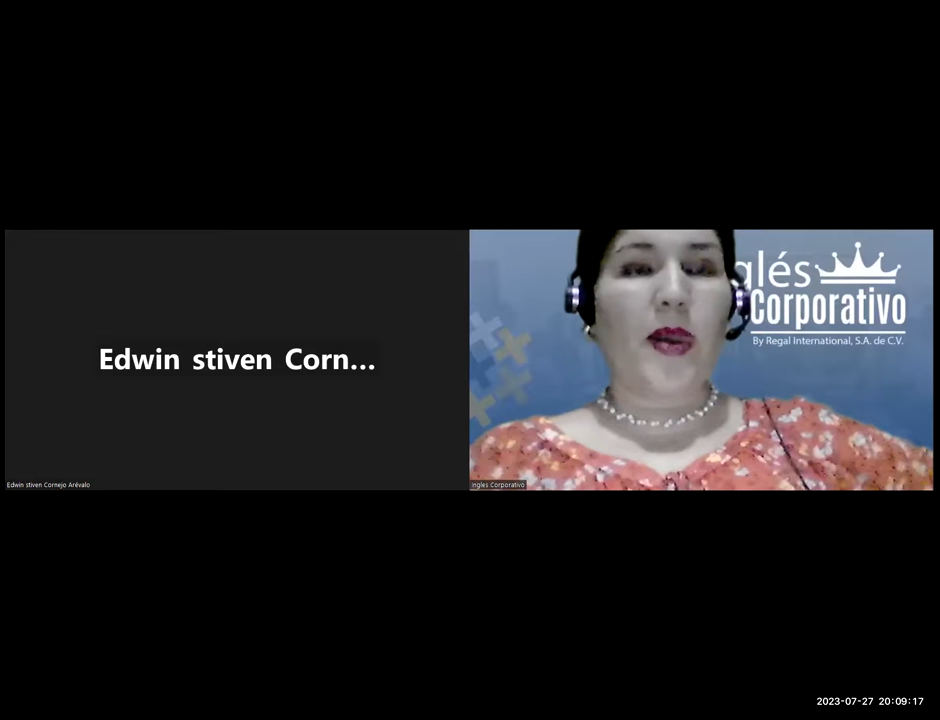 Edwin stiven Corn...
Edwin stiven Cornejo Arévalo
glés
Corporativo
By Regal International, S.A. de C.V.
Ingles Corporativo
2023-07-27 20:09:17